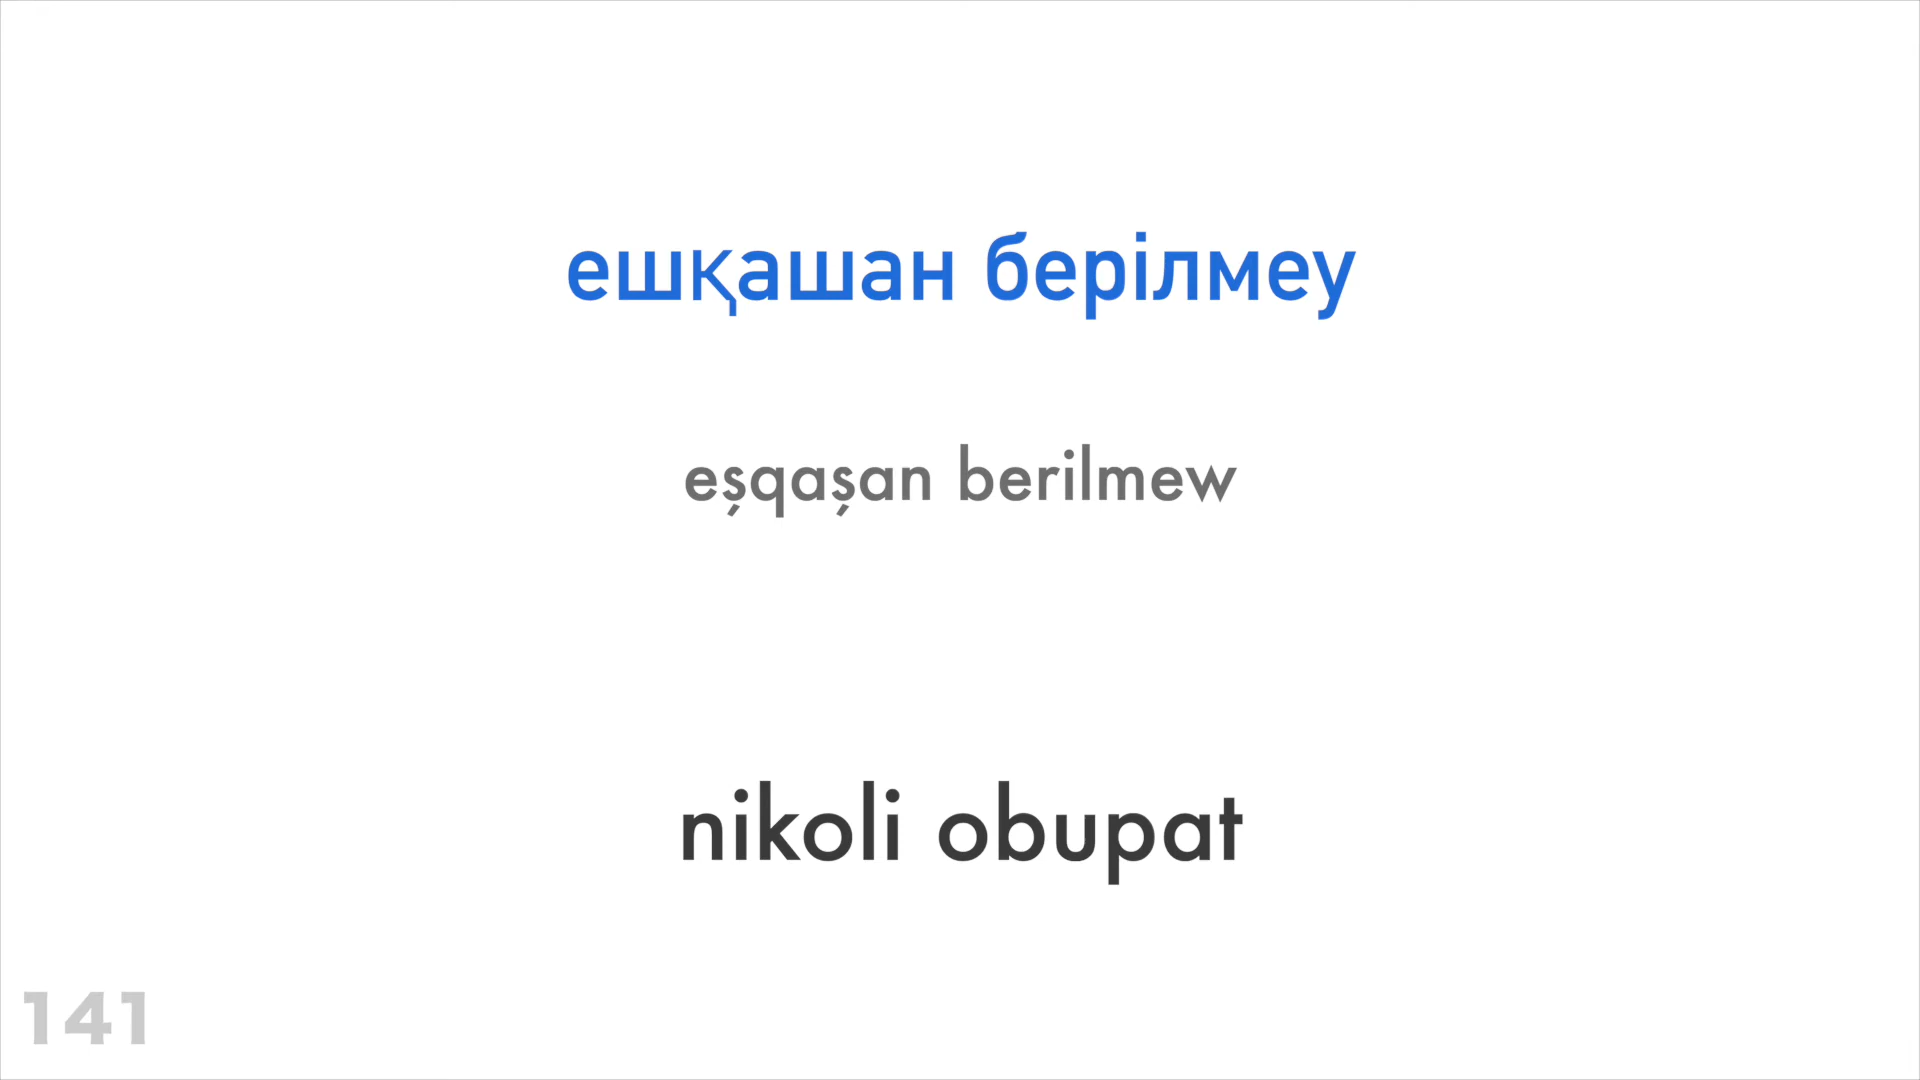 ешқашан берілмеу
eşqaşan berilmew
nikoli obupat
141